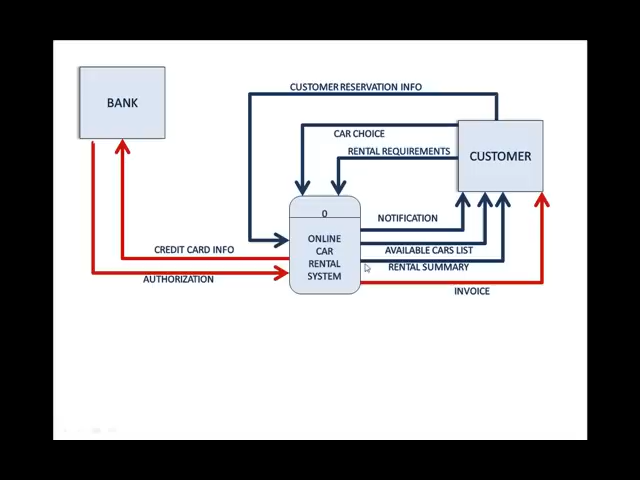 CUSTOMER RESERVATION INFO
BANK
CAR CHOICE
RENTAL REQUIREMENTS
CUSTOMER
0
NOTIFICATION
ONLINE
CAR
RENTAL
SYSTEM
CREDIT CARD INFO
AVAILABLE CARS LIST
RENTAL SUMMARY
AUTHORIZATION
INVOICE